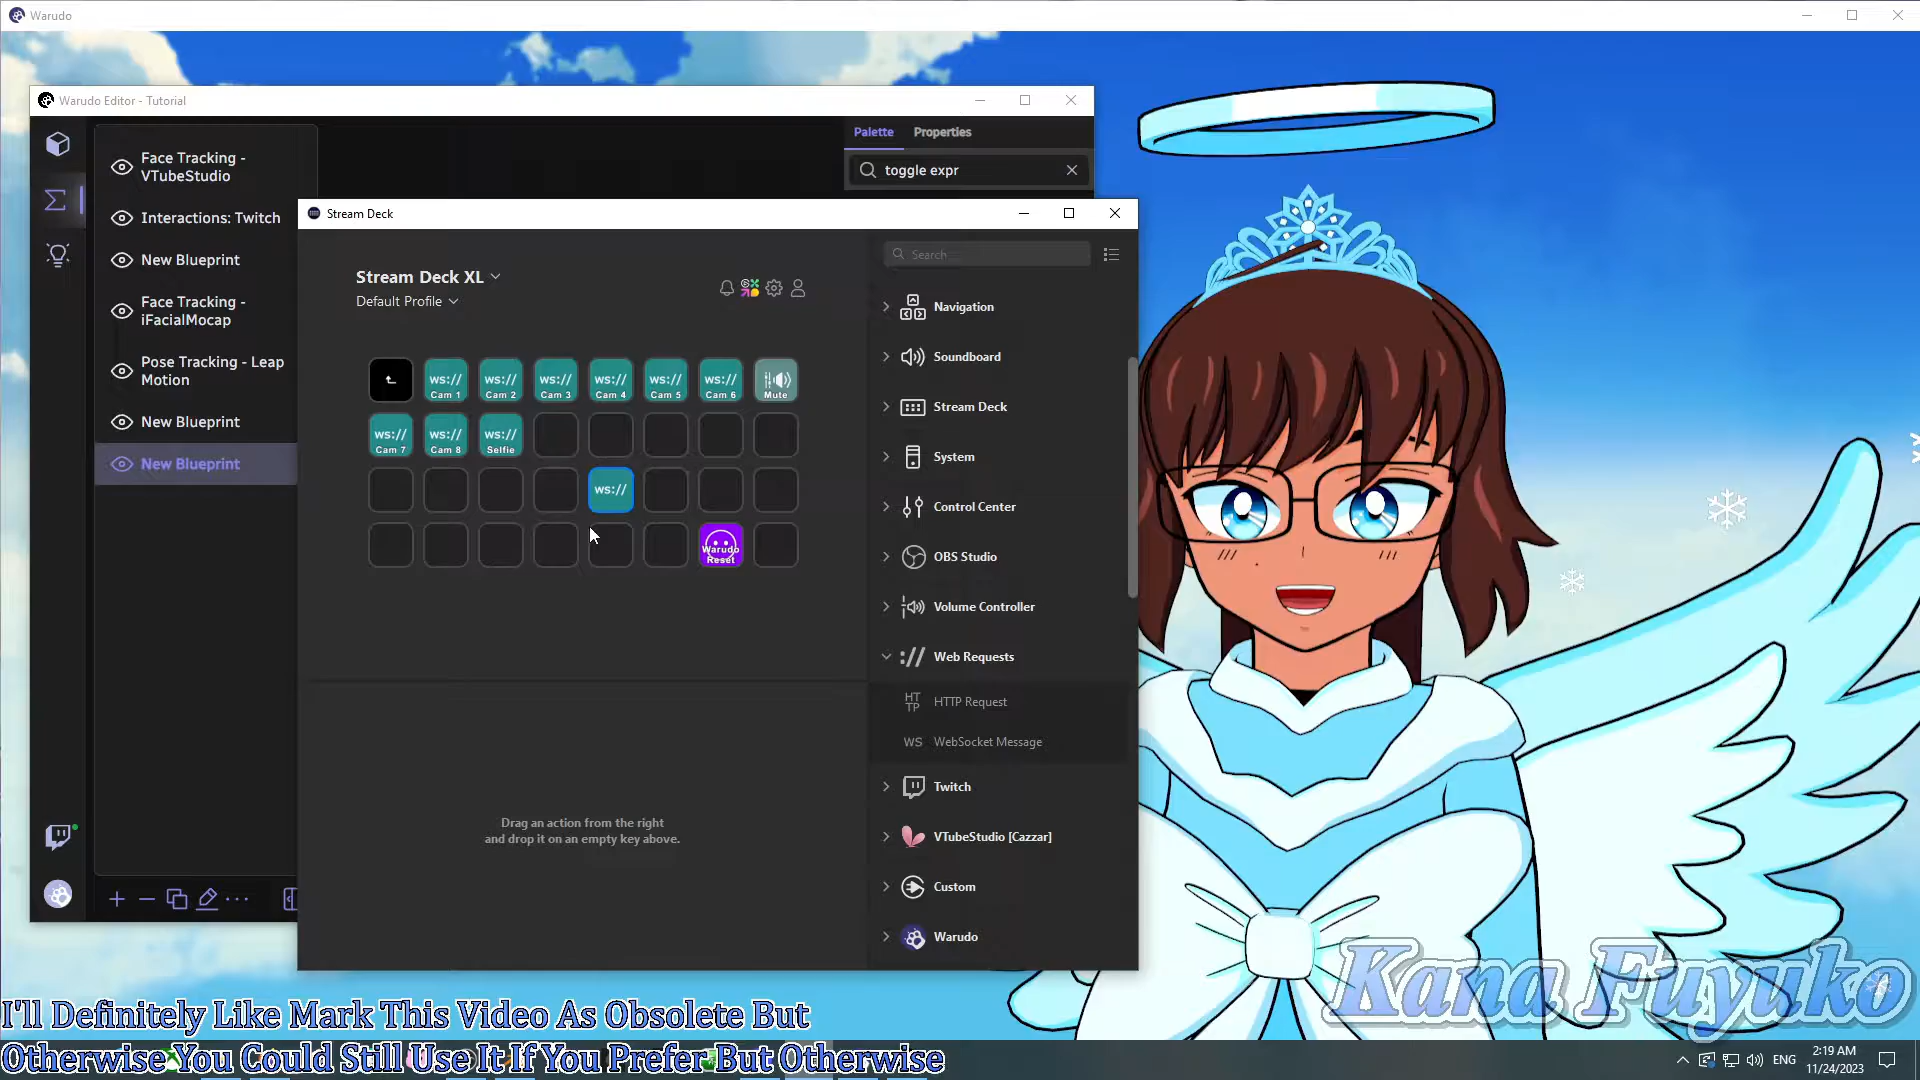 Warudo
Warudo Editor - Tutorial
Palette
Properties
toggle expr
Face Tracking -
VTubeStudio
Interactions: Twitch
New Blueprint
Face Tracking -
iFacialMocap
Pose Tracking - Leap
Motion
New Blueprint
New Blueprint
Stream Deck
Stream Deck XL
Default Profile
ws://
Cam 1
ws://
Cam 2
ws://
Cam 3
ws://
Cam 4
ws://
Cam 5
ws://
Cam 6
Mute
ws://
Cam 7
ws://
Cam 8
ws://
Selfie
ws://
Warudo
Reset
Drag an action from the right
and drop it on an empty key above.
Search...
Navigation
Soundboard
Stream Deck
System
Control Center
OBS Studio
Volume Controller
:// Web Requests
HT
TP
HTTP Request
WS WebSocket Message
Twitch
VTubeStudio [Cazzar]
Custom
Warudo
Kana Fuyuko
I'll Definitely Like Mark This Video As Obsolete But
Otherwise You Could Still Use It If You Prefer But Otherwise
ENG
2:19 AM
11/24/2023